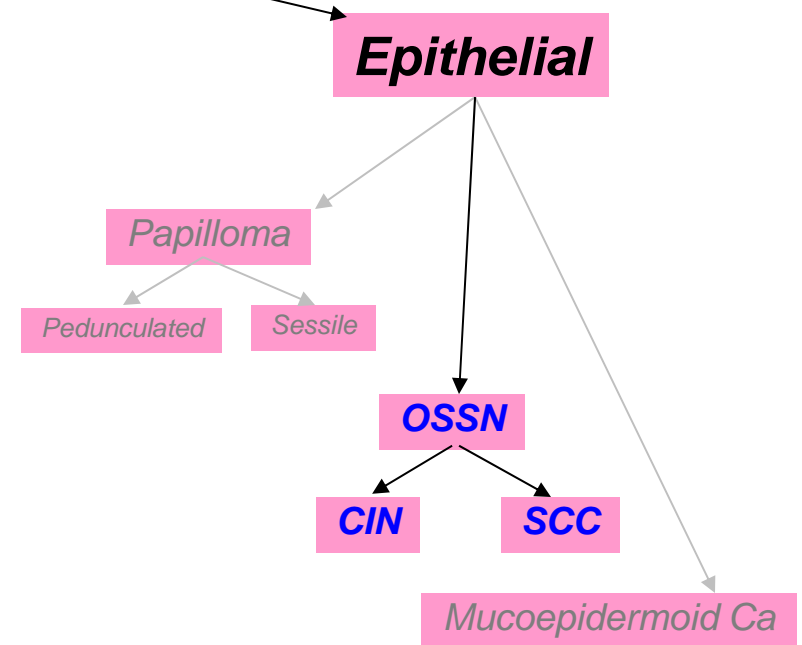 Epithelial
Papilloma
Pedunculated
Sessile
OSSN
CIN
SCC
Mucoepidermoid Ca